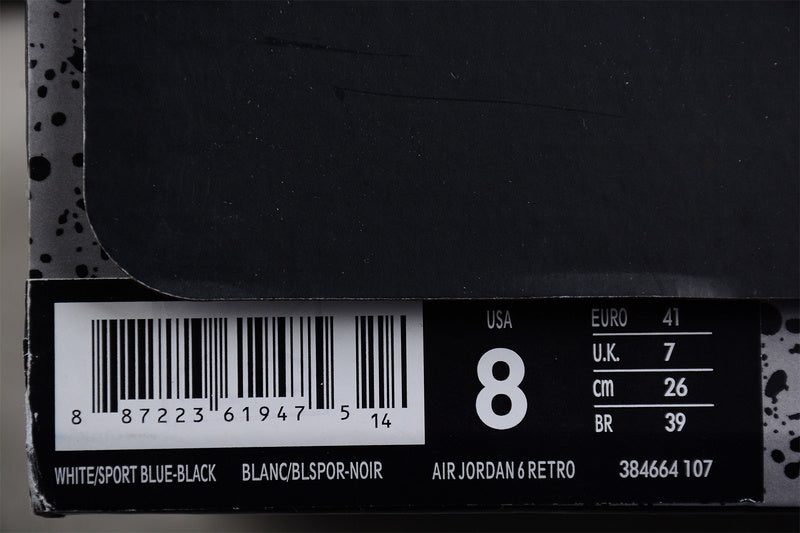 USA
8
EURO 41
U.K. 7
cm 26
BR 39
8 87223 61947 5 14
WHITE/SPORT BLUE-BLACK BLANC/BLSPOR-NOIR AIR JORDAN 6 RETRO 384664 107